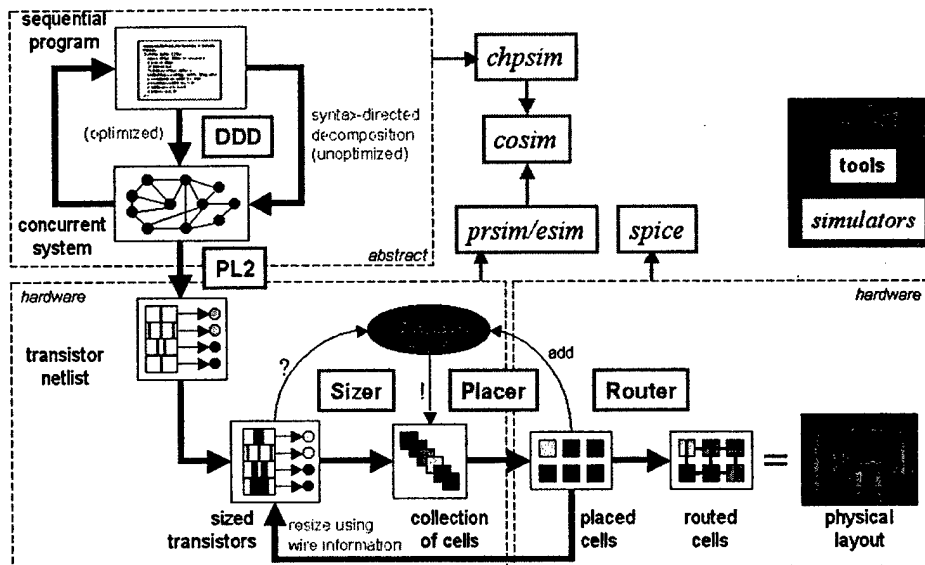 sequential
program
(optimized)
DDD
syntax-directed
decomposition
(unoptimized)
concurrent
system
abstract
PL2
chpsim
cosim
prsim/esim
spice
tools
simulators
hardware
hardware
transistor
netlist
?
!
add
Sizer
Placer
Router
=
sized
transistors
resize using
wire information
collection
of cells
placed
cells
routed
cells
physical
layout